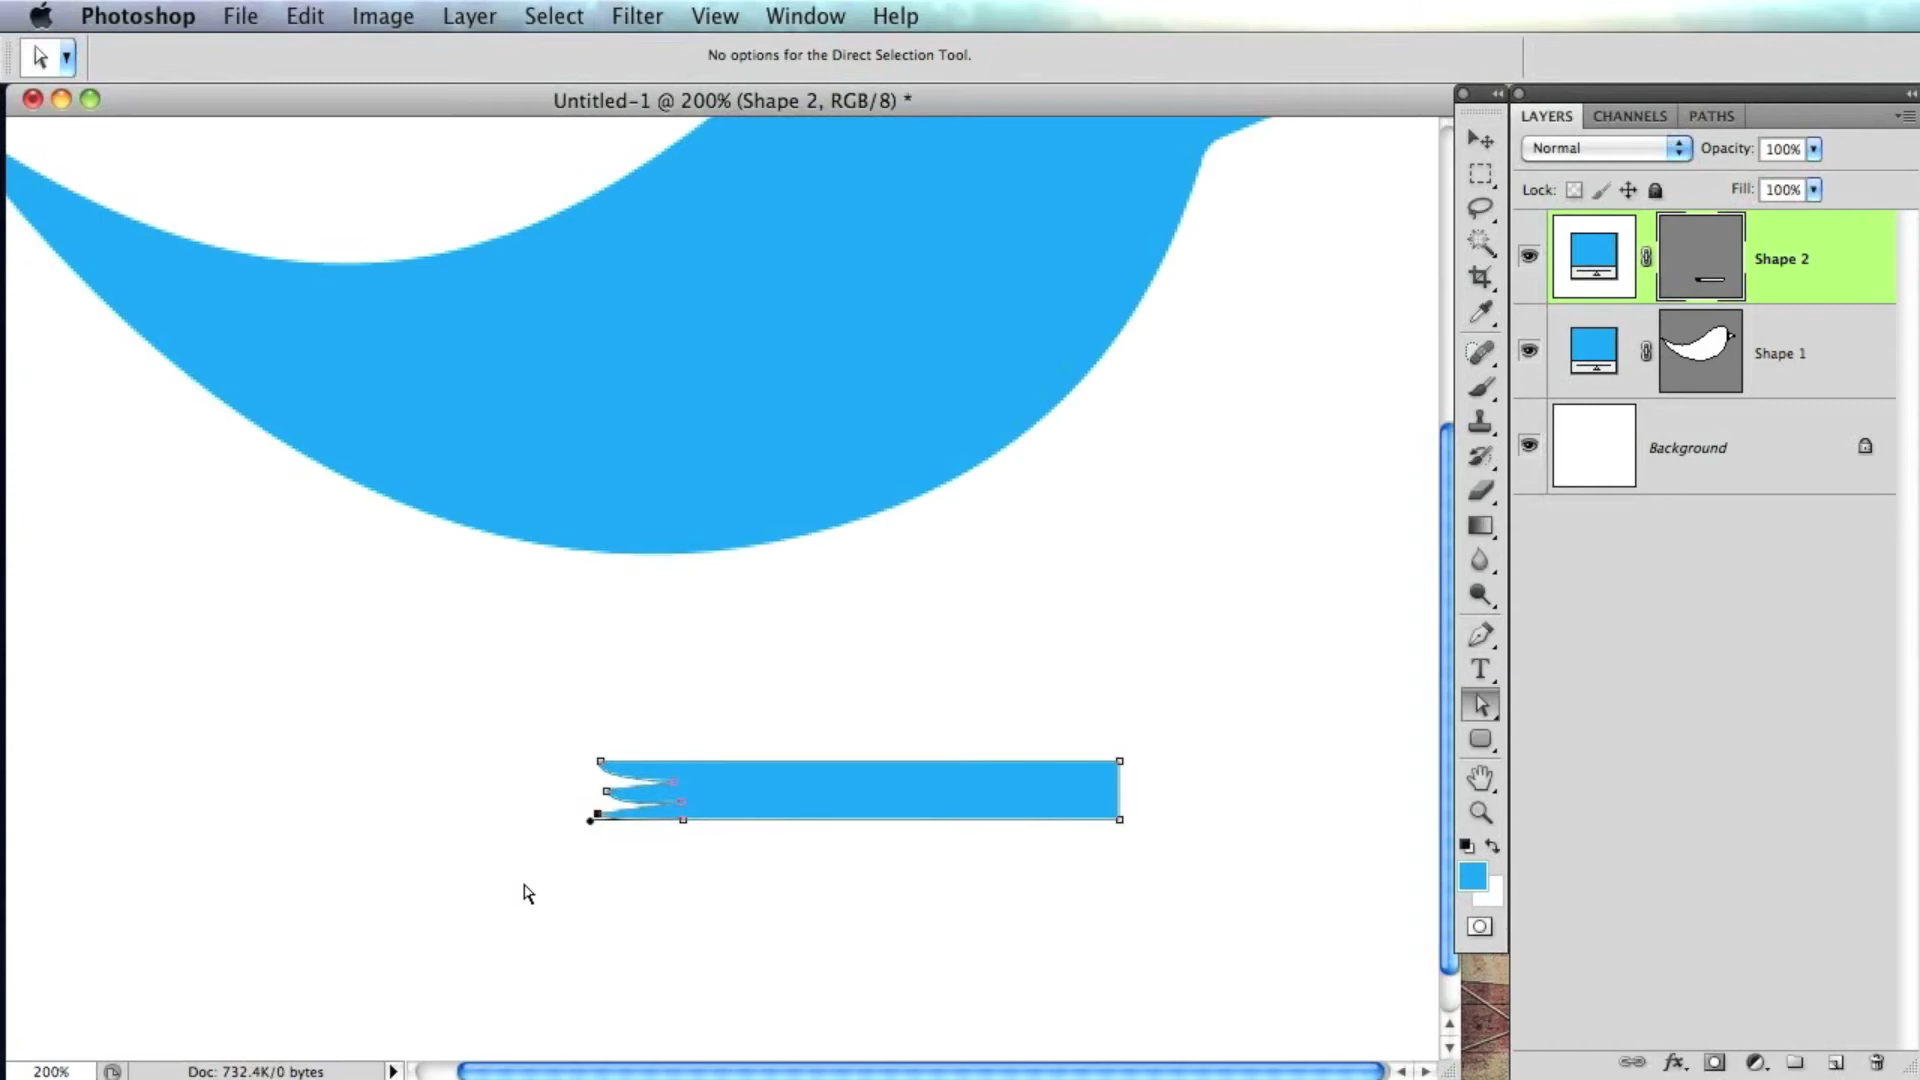 Photoshop File Edit Image Layer Select Filter View Window Help
No options for the Direct Selection Tool.
Untitled-1 @ 200% (Shape 2, RGB/8) *
LAYERS CHANNELS PATHS
Normal Opacity: 100%
Lock: Fill: 100%
Shape 2
Shape 1
Background
T
fx
200% Doc: 732.4K/0 bytes